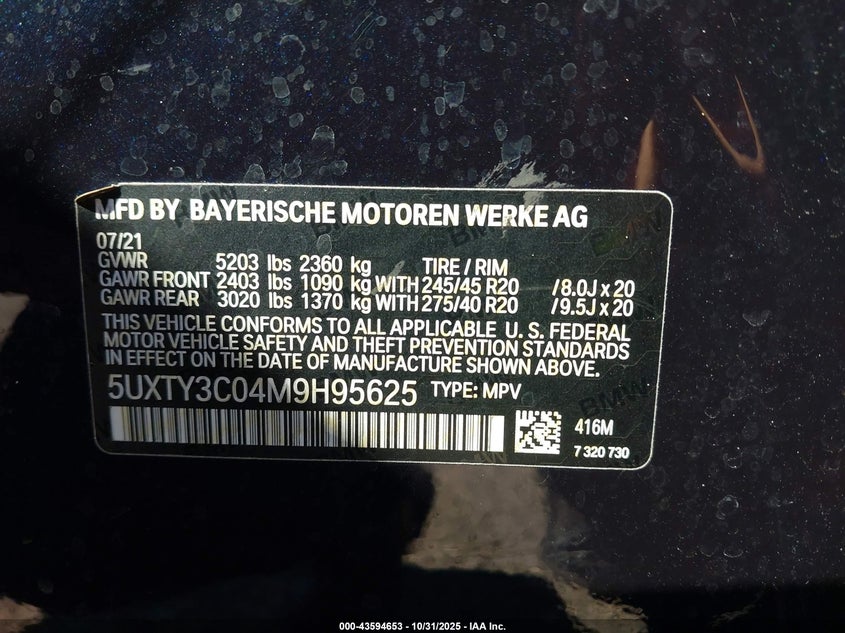 MFD BY BAYERISCHE MOTOREN WERKE AG
07/21
GVWR 5203 lbs 2360 kg TIRE / RIM
GAWR FRONT 2403 lbs 1090 kg WITH 245/45 R20 / 8.0J x 20
GAWR REAR 3020 lbs 1370 kg WITH 275/40 R20 / 9.5J x 20
THIS VEHICLE CONFORMS TO ALL APPLICABLE U. S. FEDERAL
MOTOR VEHICLE SAFETY AND THEFT PREVENTION STANDARDS
IN EFFECT ON THE DATE OF MANUFACTURE SHOWN ABOVE.
5UXTY3C04M9H95625 TYPE: MPV
416M
7 320 730
BMW
000-43594653 - 10/31/2025 - IAA Inc.